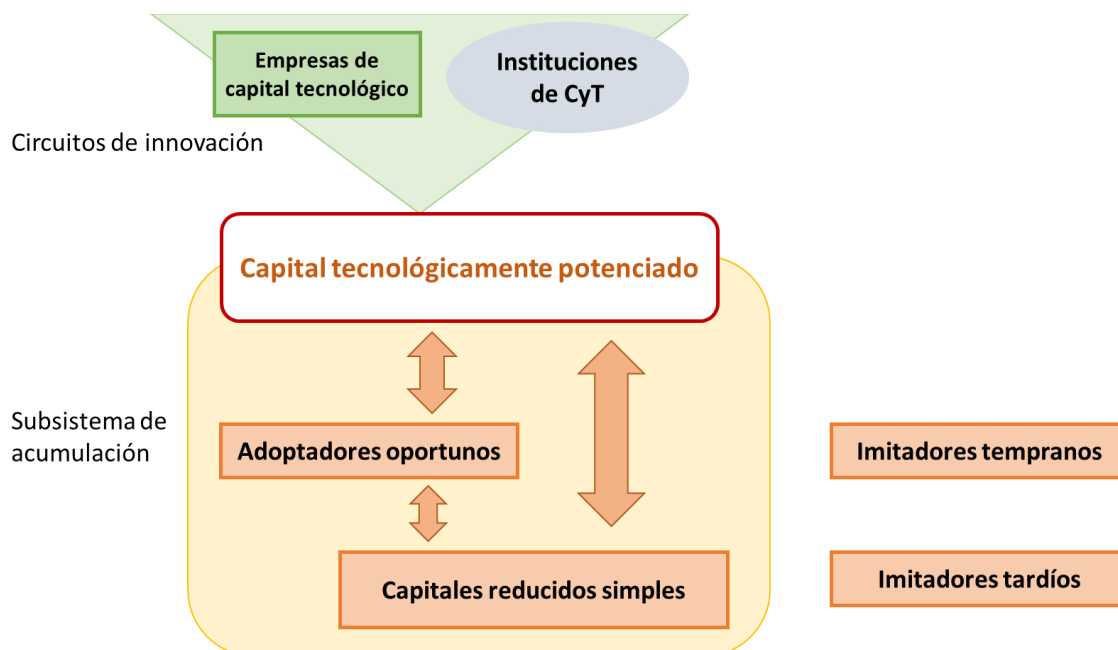 Empresas de
capital tecnológico
Instituciones
de CyT
Circuitos de innovación
Capital tecnológicamente potenciado
Subsistema de
acumulación
Adoptadores oportunos
Imitadores tempranos
Capitales reducidos simples
Imitadores tardíos